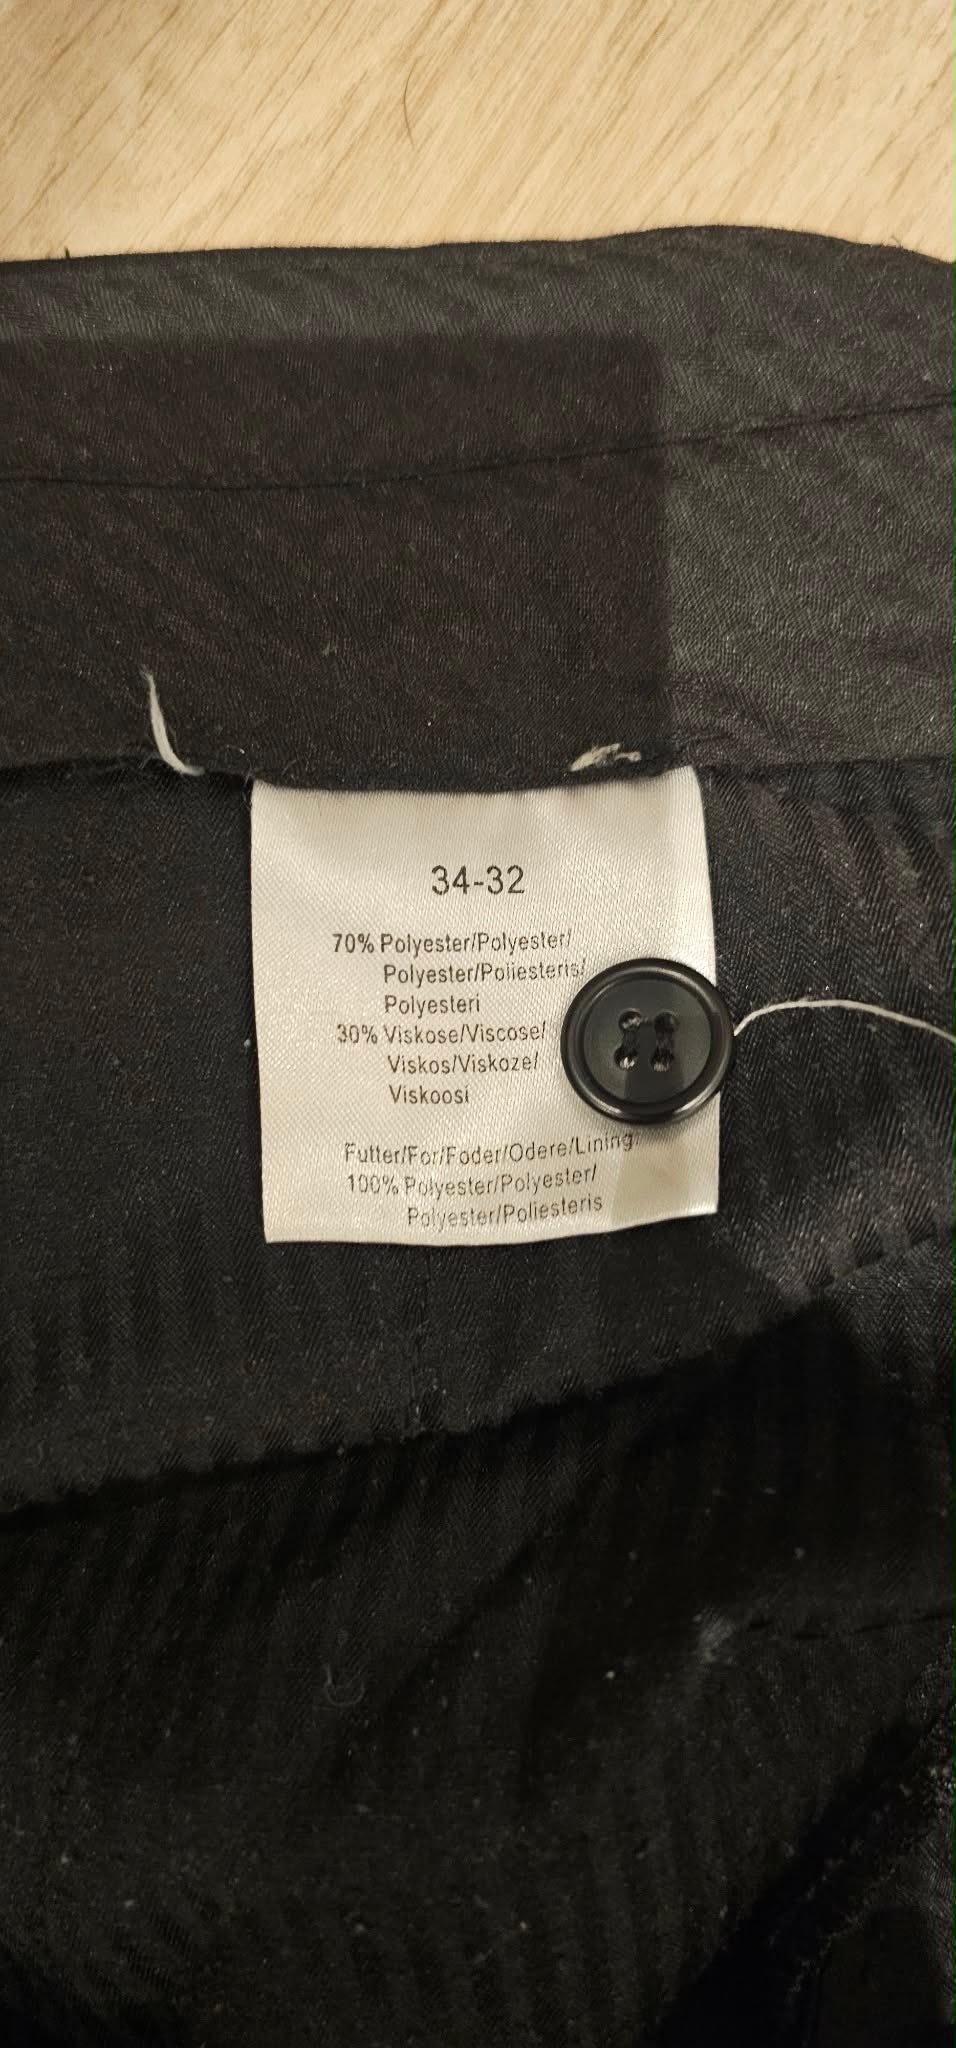 34-32
70% Polyester/Polyester/
Polyester/Poliesteris/
Polyesteri
30% Viskose/Viscose/
Viskos/Viskoze/
Viskoosi
Futter/For/Foder/Odere/Lining:
100% Polyester/Polyester/
Polyester/Poliesteris